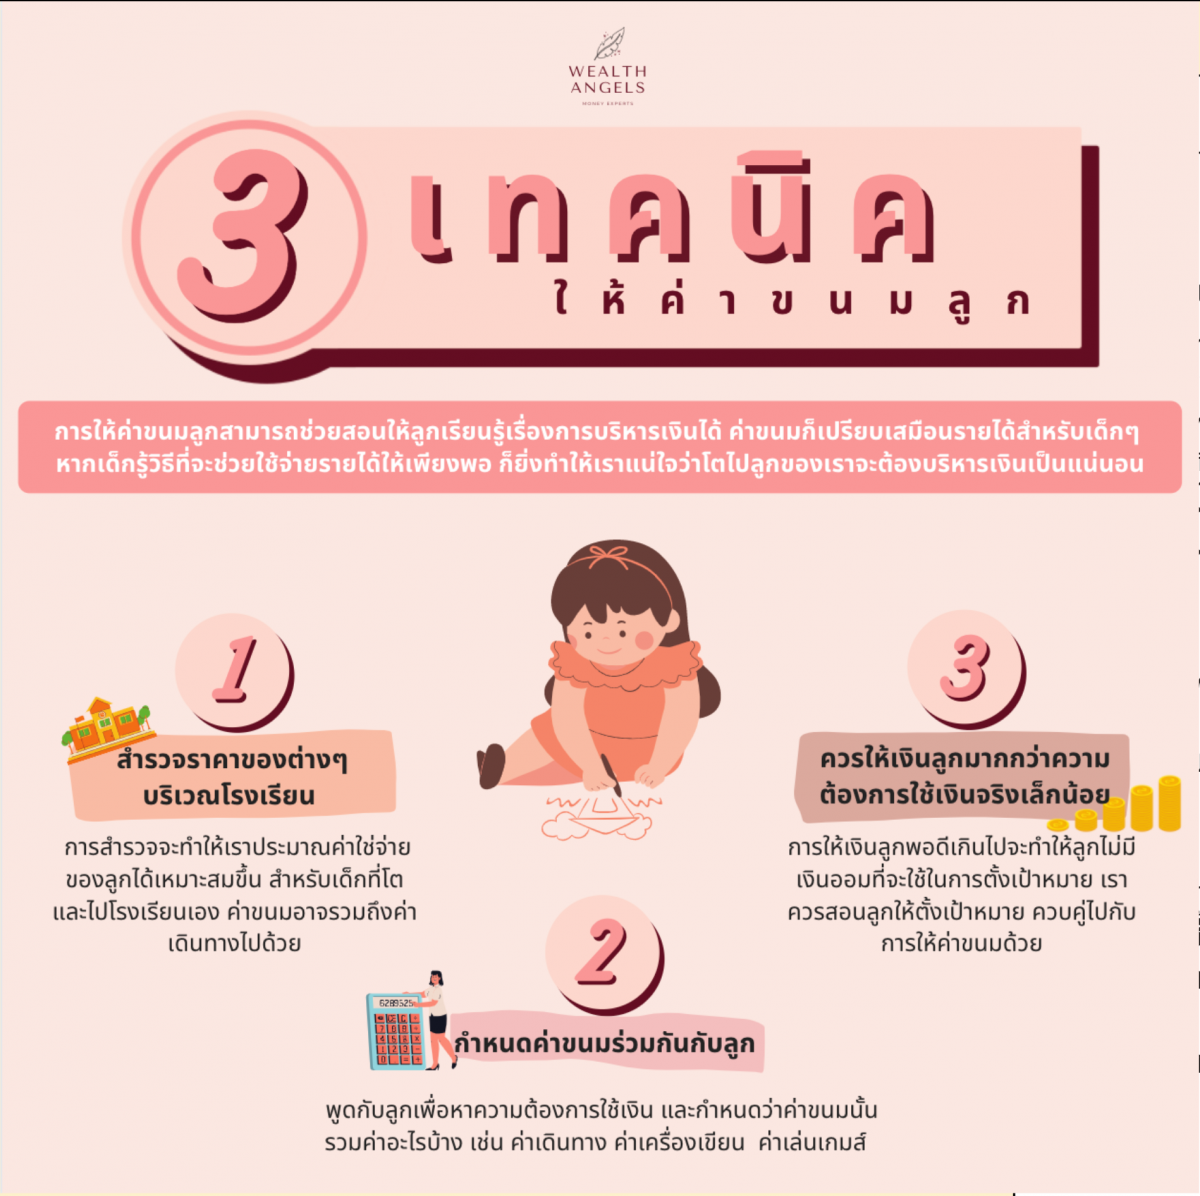 WEALTH
ANGELS
MONEY EXPERTS
3
เทคนิค
ให้ค่าขนมลูก
การให้ค่าขนมลูกสามารถช่วยสอนให้ลูกเรียนรู้เรื่องการบริหารเงินได้ ค่าขนมก็เปรียบเสมือนรายได้สำหรับเด็กๆ
หากเด็กรู้วิธีที่จะช่วยใช้จ่ายรายได้ให้เพียงพอ ก็ยิ่งทำให้เราแน่ใจว่าโตไปลูกของเราจะต้องบริหารเงินเป็นแน่นอน
1
สำรวจราคาของต่างๆ
บริเวณโรงเรียน
การสำรวจจะทำให้เราประมาณค่าใช่จ่าย
ของลูกได้เหมาะสมขึ้น สำหรับเด็กที่โต
และไปโรงเรียนเอง ค่าขนมอาจรวมถึงค่า
เดินทางไปด้วย
2
กำหนดค่าขนมร่วมกันกับลูก
พูดกับลูกเพื่อหาความต้องการใช้เงิน และกำหนดว่าค่าขนมนั้น
รวมค่าอะไรบ้าง เช่น ค่าเดินทาง ค่าเครื่องเขียน ค่าเล่นเกมส์
3
ควรให้เงินลูกมากกว่าความ
ต้องการใช้เงินจริงเล็กน้อย
การให้เงินลูกพอดีเกินไปจะทำให้ลูกไม่มี
เงินออมที่จะใช้ในการตั้งเป้าหมาย เรา
ควรสอนลูกให้ตั้งเป้าหมาย ควบคู่ไปกับ
การให้ค่าขนมด้วย